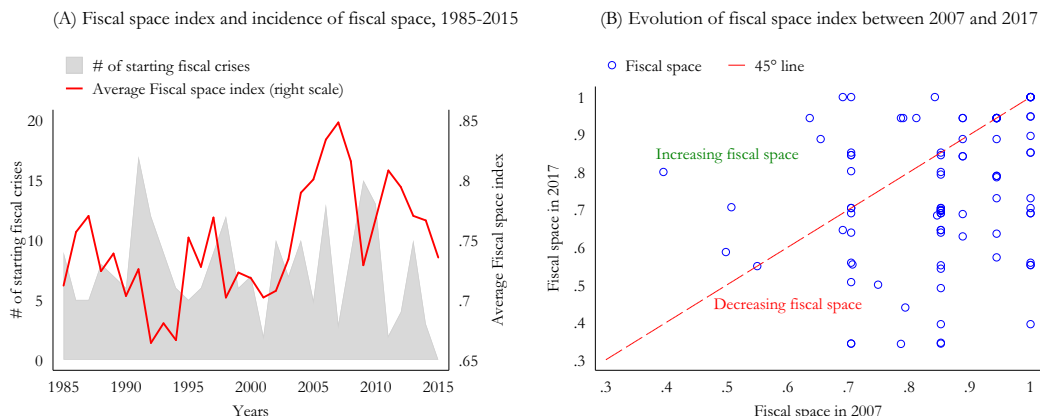 (A) Fiscal space index and incidence of fiscal space, 1985-2015
# of starting fiscal crises
Average Fiscal space index (right scale)
# of starting fiscal crises
20
15
10
5
0
Average Fiscal space index
.85
.8
.75
.7
.65
1985 1990 1995 2000 2005 2010 2015
Years
(B) Evolution of fiscal space index between 2007 and 2017
Fiscal space
45° line
Fiscal space in 2017
1
.9
.8
.7
.6
.5
.4
.3
Increasing fiscal space
Decreasing fiscal space
.3 .4 .5 .6 .7 .8 .9 1
Fiscal space in 2007